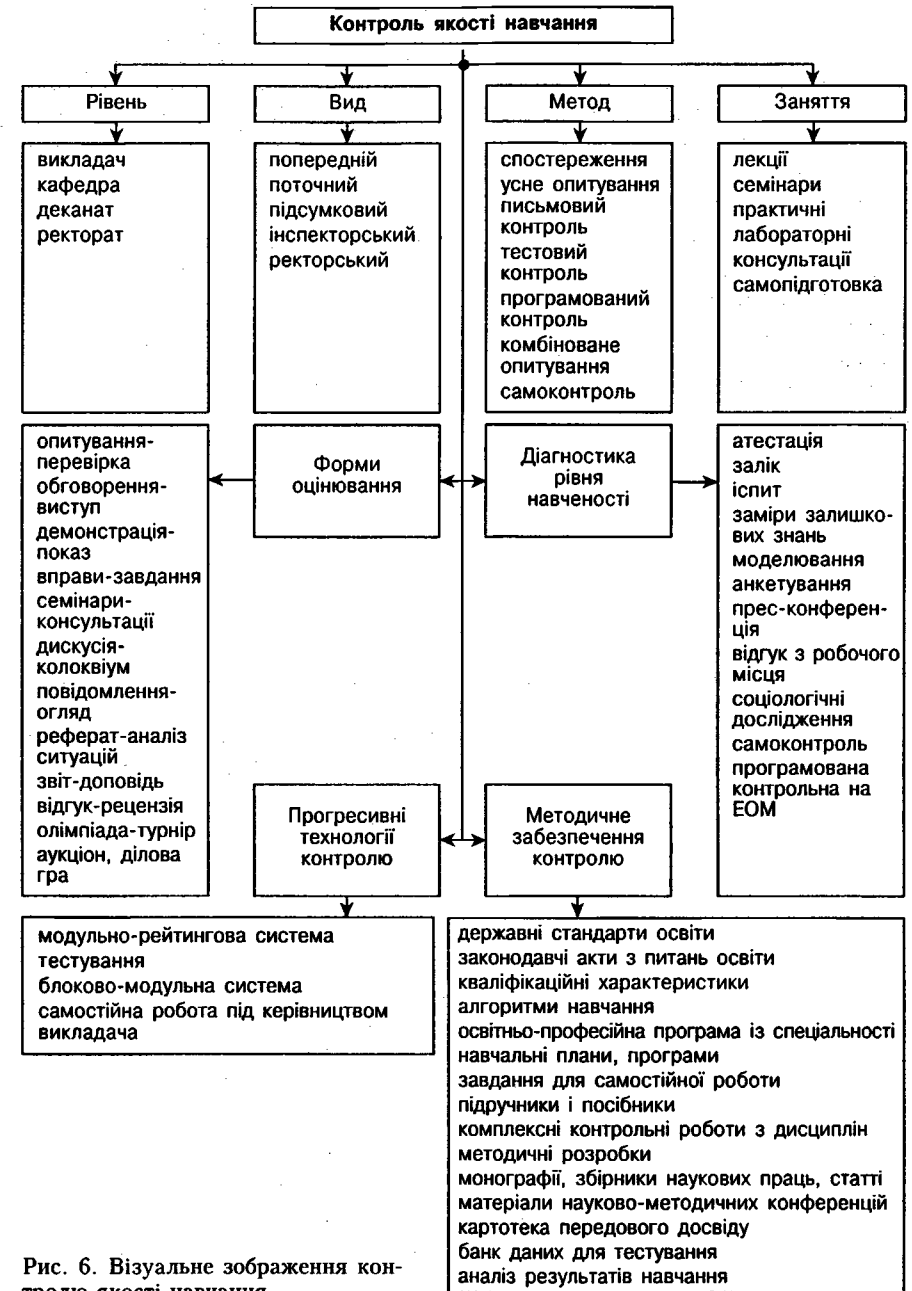 Контроль якості навчання
Рівень
Вид
Метод
Заняття
викладач
кафедра
деканат
ректорат
попередній
поточний
підсумковий
інспекторський
ректорський
спостереження
усне опитування
письмовий
контроль
тестовий
контроль
програмований
контроль
комбіноване
опитування
самоконтроль
лекції
семінари
практичні
лабораторні
консультації
самопідготовка
опитування-
перевірка
обговорення-
виступ
демонстрація-
показ
вправи-завдання
семінари-
консультації
дискусія-
колоквіум
повідомлення-
огляд
реферат-аналіз
ситуацій
звіт-доповідь
відгук-рецензія
олімпіада-турнір
аукціон, ділова
гра
Форми
оцінювання
Діагностика
рівня
навченості
атестація
залік
іспит
заміри залишко-
вих знань
моделювання
анкетування
прес-конферен-
ція
відгук з робочого
місця
соціологічні
дослідження
самоконтроль
програмована
контрольна на
ЕОМ
Прогресивні
технології
контролю
Методичне
забезпечення
контролю
модульно-рейтингова система
тестування
блоково-модульна система
самостійна робота під керівництвом
викладача
державні стандарти освіти
законодавчі акти з питань освіти
кваліфікаційні характеристики
алгоритми навчання
освітньо-професійна програма із спеціальності
навчальні плани, програми
завдання для самостійної роботи
підручники і посібники
комплексні контрольні роботи з дисциплін
методичні розробки
монографії, збірники наукових праць, статті
матеріали науково-методичних конференцій
картотека передового досвіду
банк даних для тестування
аналіз результатів навчання
Рис. 6. Візуальне зображення кон-
тролю якості навчання